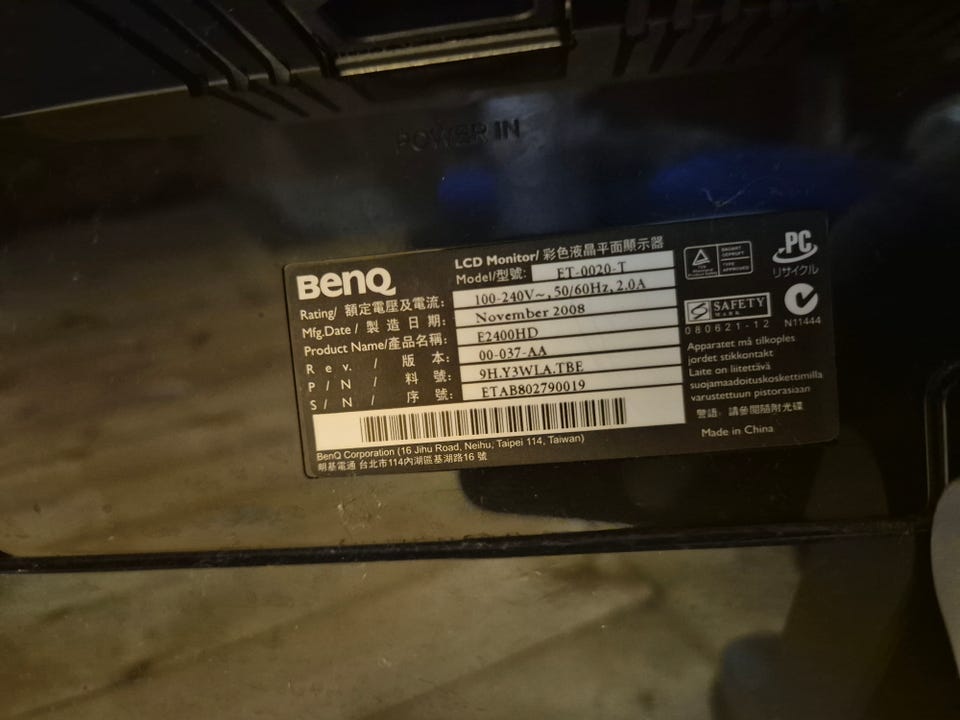 POWER IN
BenQ
LCD Monitor/ 彩色液晶平面顯示器
Model/型號: ET-0020-T
Rating/ 額定電壓及電流: 100-240V~, 50/60Hz, 2.0A
Mfg.Date / 製造日期: November 2008
Product Name/產品名稱: E2400HD
Rev. / 版本: 00-037-AA
P/N / 料號: 9H.Y3WLA.TBE
S/N / 序號: ETAB802790019
BenQ Corporation (16 Jihu Road, Neihu, Taipei 114, Taiwan)
明基電通 台北市114內湖區基湖路16 號
PC
リサイクル
SAFETY
080621-12
N11444
Apparatet må tilkoples
jordet stikkontakt
Laite on liitettävä
suojamaadoituskoskettimilla
varustettuun pistorasiaan
警語: 請參閱隨附光碟
Made in China